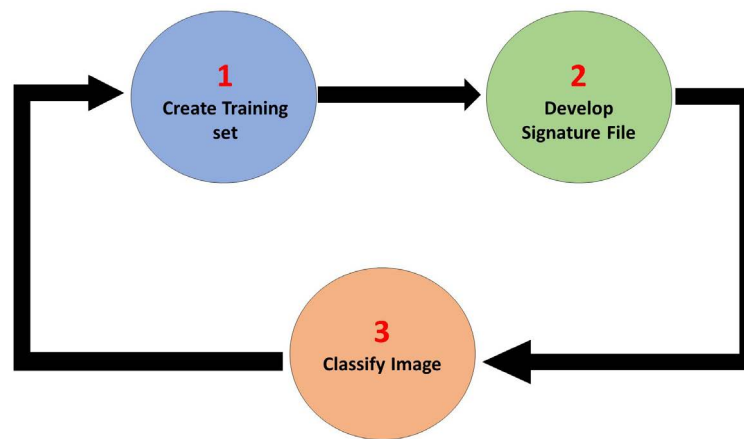 1
Create Training
set
2
Develop
Signature File
3
Classify Image